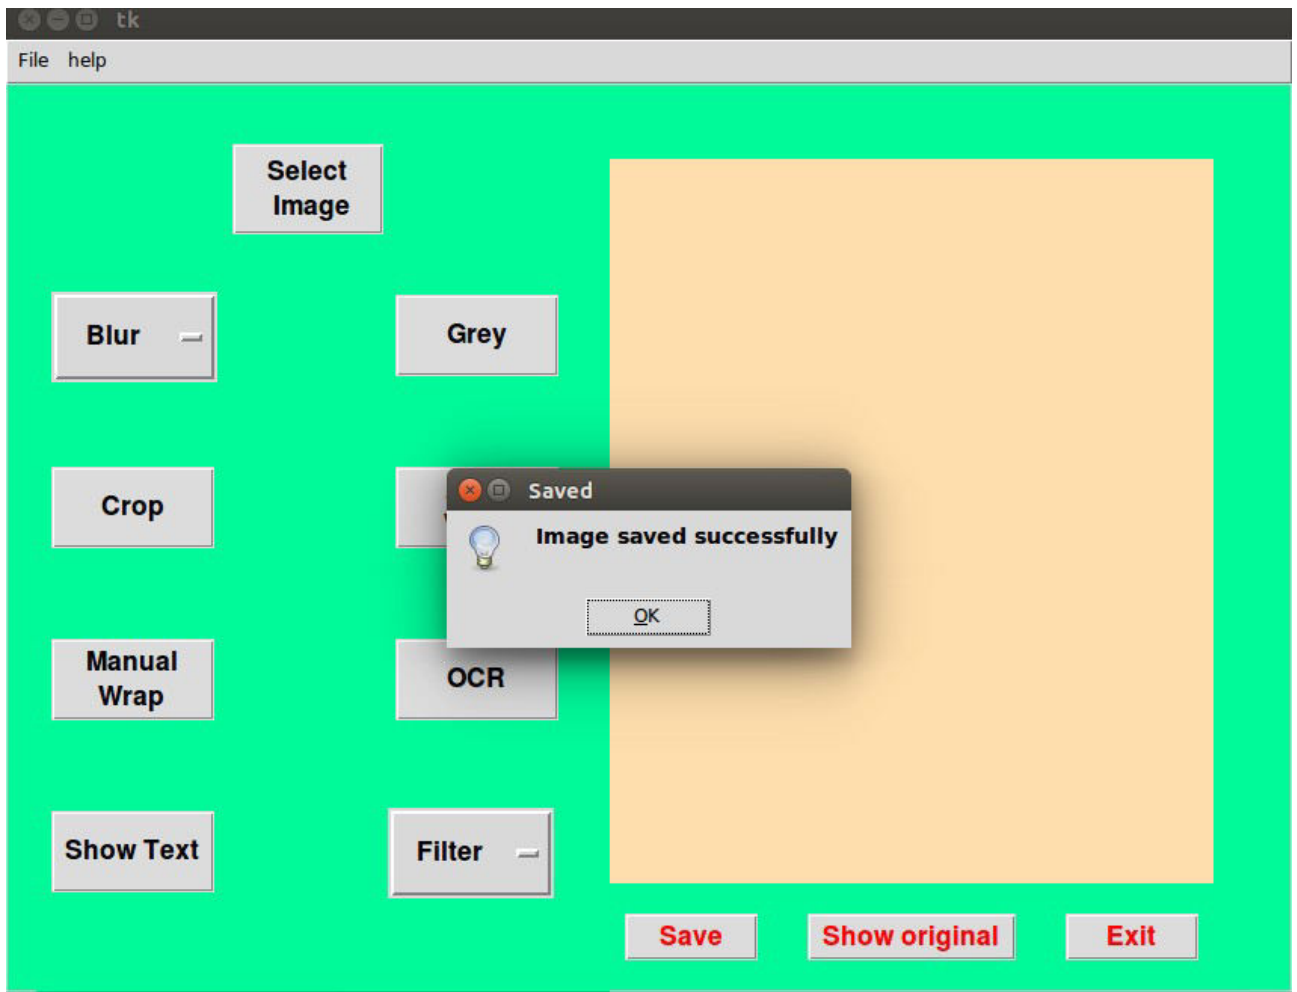 tk
File help
Select
Image
Blur
Grey
Crop
Saved
Image saved successfully
OK
Manual
Wrap
OCR
Show Text
Filter
Save
Show original
Exit